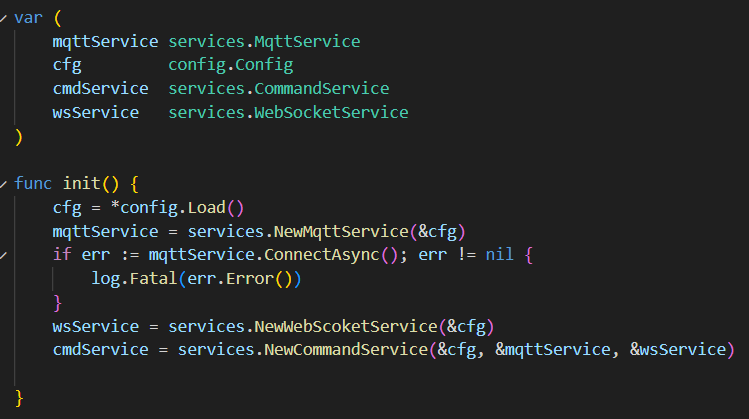 var (
mqttService services.MqttService
cfg config.Config
cmdService services.CommandService
wsService services.WebSocketService
)
func init() {
cfg = *config.Load()
mqttService = services.NewMqttService(&cfg)
if err := mqttService.ConnectAsync(); err != nil {
log.Fatal(err.Error())
}
wsService = services.NewWebScoketService(&cfg)
cmdService = services.NewCommandService(&cfg, &mqttService, &wsService)
}